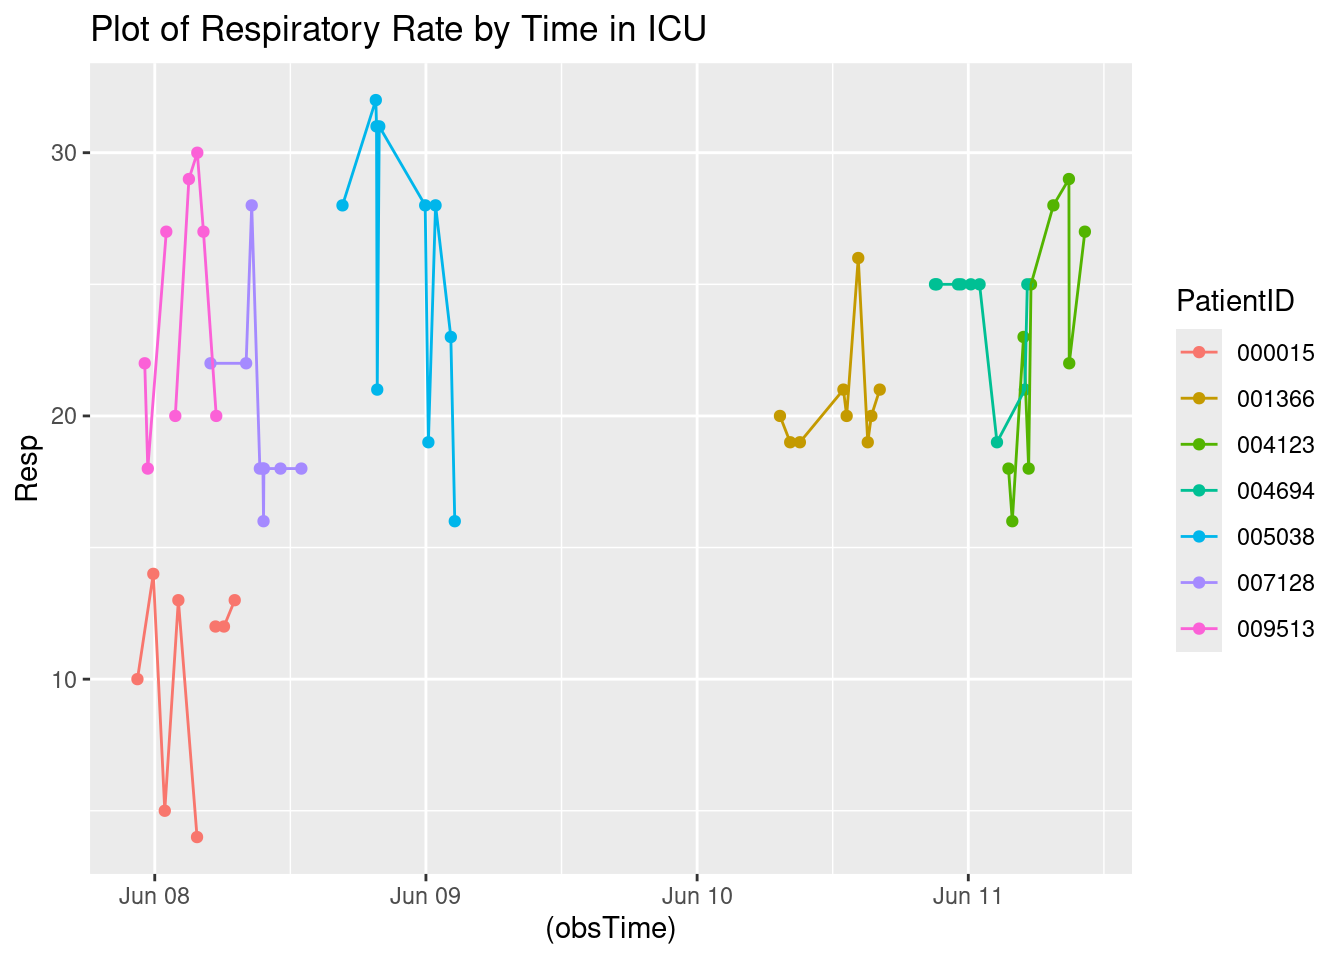 Plot of Respiratory Rate by Time in ICU
Resp
30
20
10
Jun 08 Jun 09 Jun 10 Jun 11
(obsTime)
PatientID
000015
001366
004123
004694
005038
007128
009513